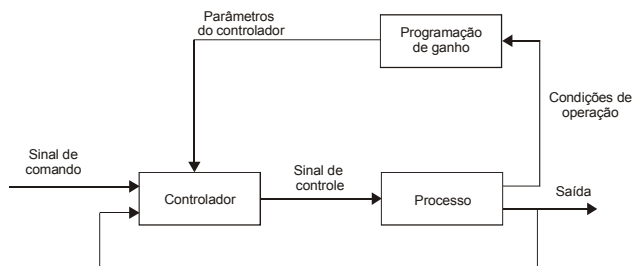 Parâmetros
do controlador
Programação
de ganho
Condições de
operação
Sinal de
comando
Controlador
Sinal de
controle
Processo
Saída